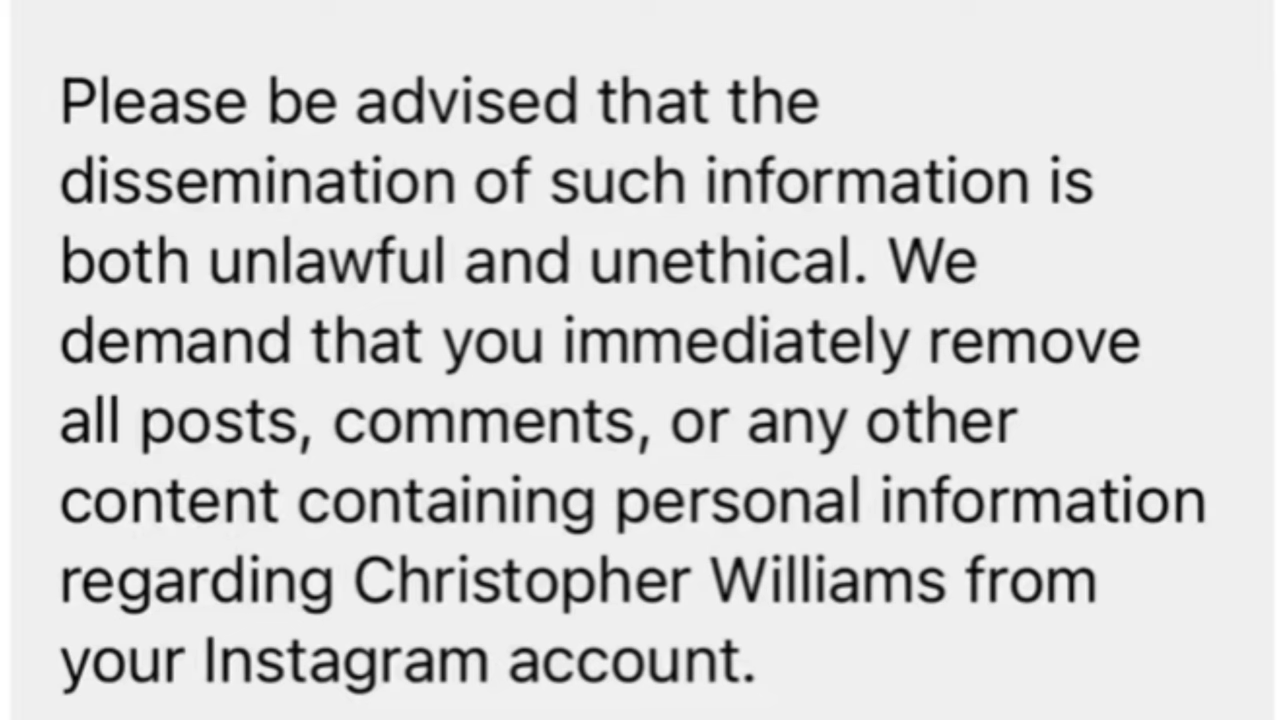 Please be advised that the
dissemination of such information is
both unlawful and unethical. We
demand that you immediately remove
all posts, comments, or any other
content containing personal information
regarding Christopher Williams from
your Instagram account.